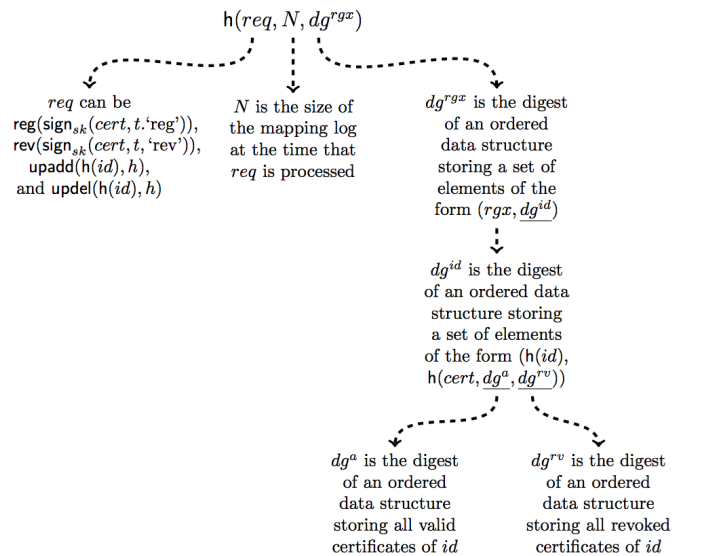 h(req, N, dg^{rgx})
req can be
reg(sign_{sk}(cert, t.‘reg’)),
rev(sign_{sk}(cert, t, ‘rev’)),
upadd(h(id), h),
and updel(h(id), h)
N is the size of
the mapping log
at the time that
req is processed
dg^{rgx} is the digest
of an ordered
data structure
storing a set of
elements of the
form (rgx, dg^{id})
dg^{id} is the digest
of an ordered data
structure storing
a set of elements
of the form (h(id),
h(cert, dg^{a}, dg^{rv}))
dg^{a} is the digest
of an ordered
data structure
storing all valid
certificates of id
dg^{rv} is the digest
of an ordered
data structure
storing all revoked
certificates of id